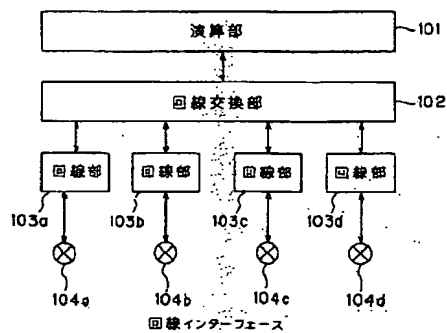 演算部 101
回線交換部 102
回線部 回線部 回線部 回線部
103a 103b 103c 103d
104a 104b 104c 104d
回線インターフェース